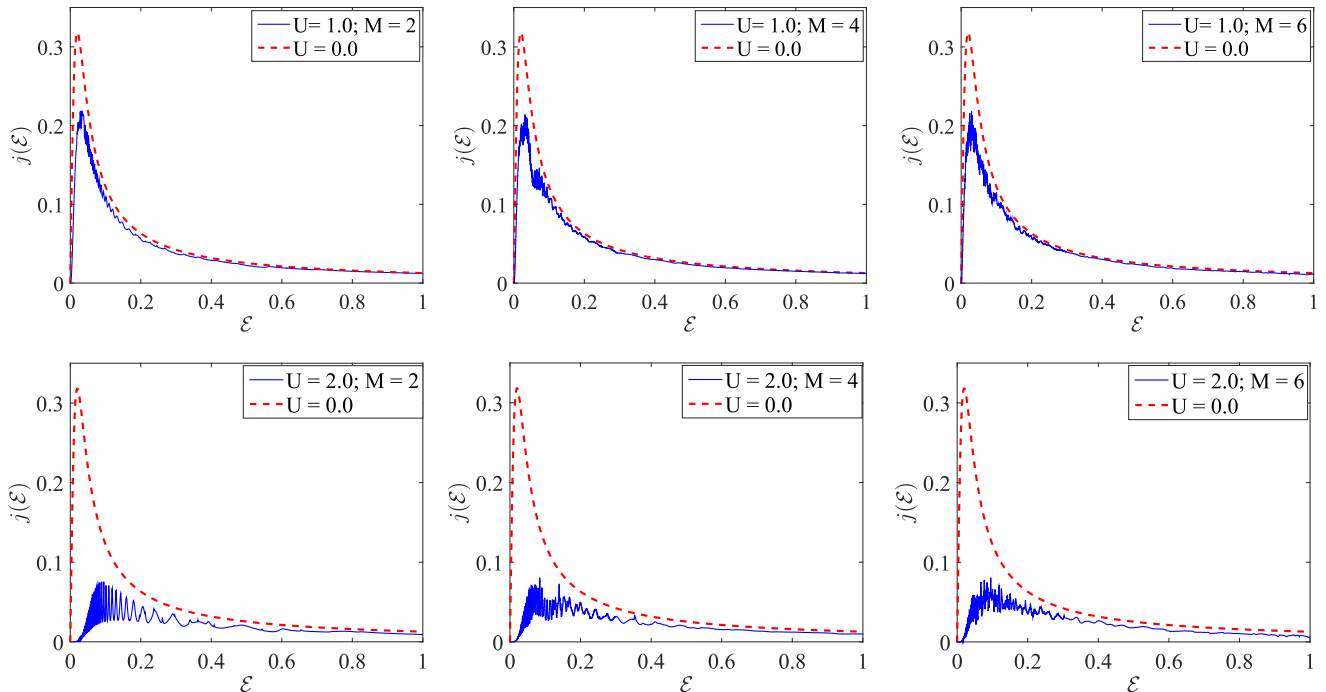 U= 1.0; M = 2
U = 0.0
0.3
0.2
0.1
0
j(ℰ)
0 0.2 0.4 0.6 0.8 1
ℰ
U= 1.0; M = 4
U = 0.0
0.3
0.2
0.1
0
j(ℰ)
0 0.2 0.4 0.6 0.8 1
ℰ
U= 1.0; M = 6
U = 0.0
0.3
0.2
0.1
0
j(ℰ)
0 0.2 0.4 0.6 0.8 1
ℰ
U = 2.0; M = 2
U = 0.0
0.3
0.2
0.1
0
j(ℰ)
0 0.2 0.4 0.6 0.8 1
ℰ
U = 2.0; M = 4
U = 0.0
0.3
0.2
0.1
0
j(ℰ)
0 0.2 0.4 0.6 0.8 1
ℰ
U = 2.0; M = 6
U = 0.0
0.3
0.2
0.1
0
j(ℰ)
0 0.2 0.4 0.6 0.8 1
ℰ